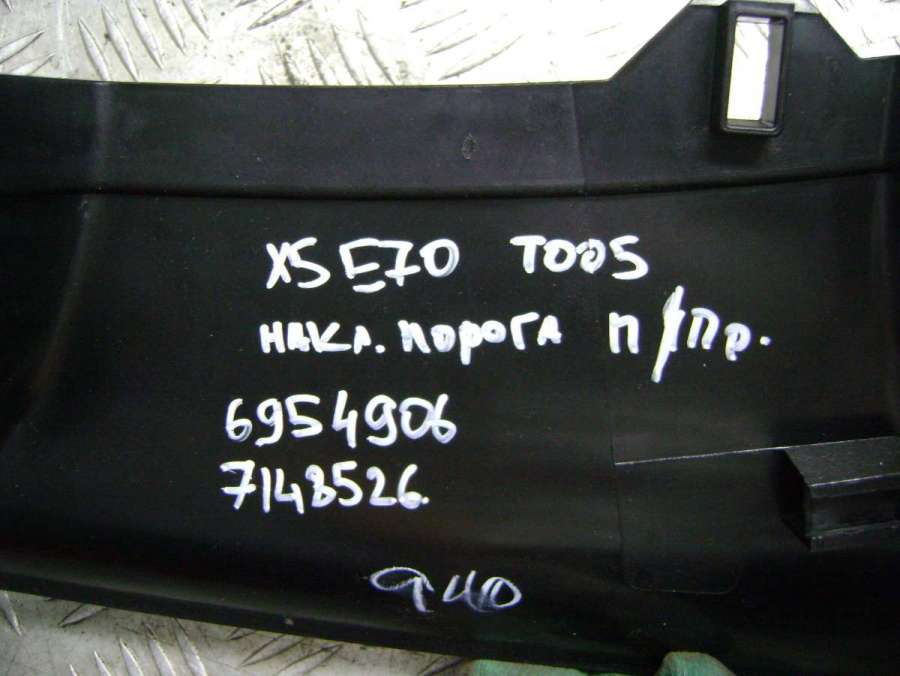 X5 E70 T005
накл. порога п/пр.
6954906
7148526.
940